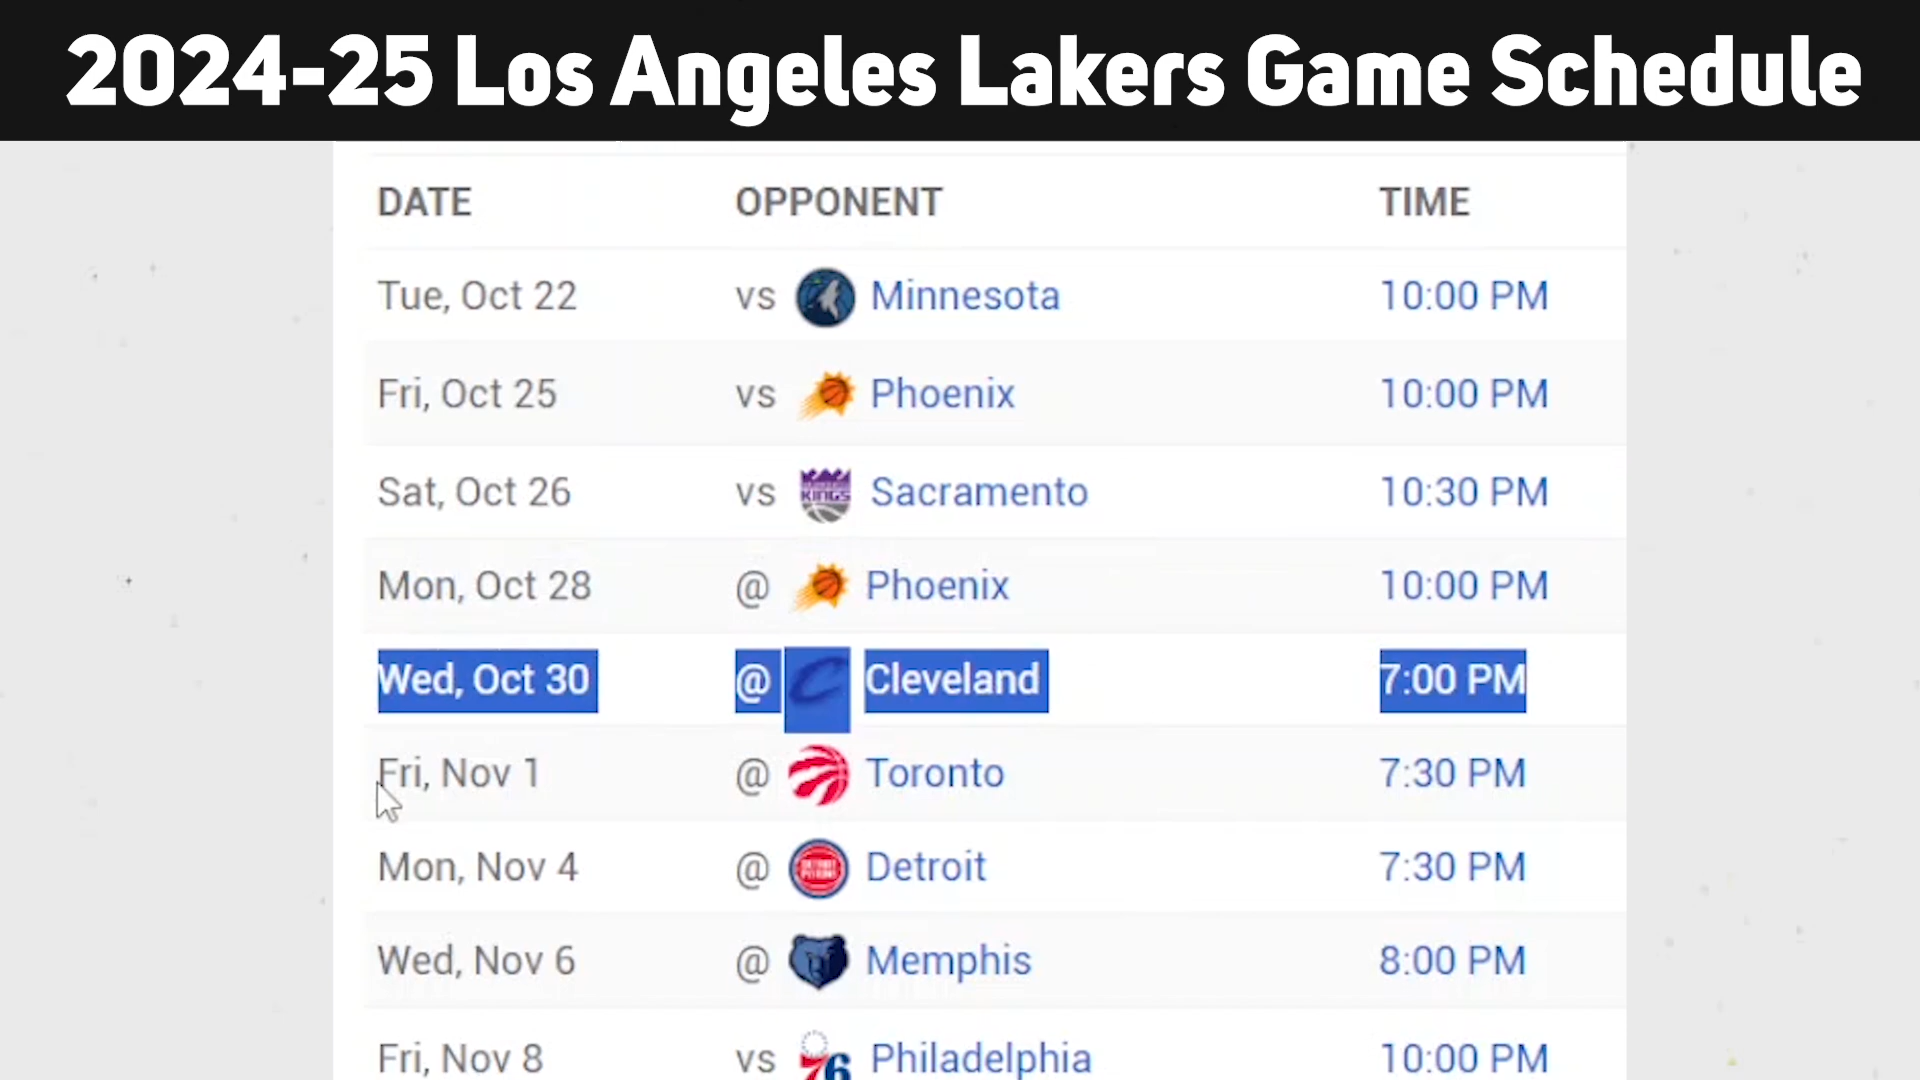 2024-25 Los Angeles Lakers Game Schedule
DATE OPPONENT TIME
Tue, Oct 22 vs Minnesota 10:00 PM
Fri, Oct 25 vs Phoenix 10:00 PM
Sat, Oct 26 vs KINGS Sacramento 10:30 PM
Mon, Oct 28 @ Phoenix 10:00 PM
Wed, Oct 30 @ C Cleveland 7:00 PM
Fri, Nov 1 @ Toronto 7:30 PM
Mon, Nov 4 @ DETROIT PISTONS Detroit 7:30 PM
Wed, Nov 6 @ Memphis 8:00 PM
Fri, Nov 8 vs 76 Philadelphia 10:00 PM